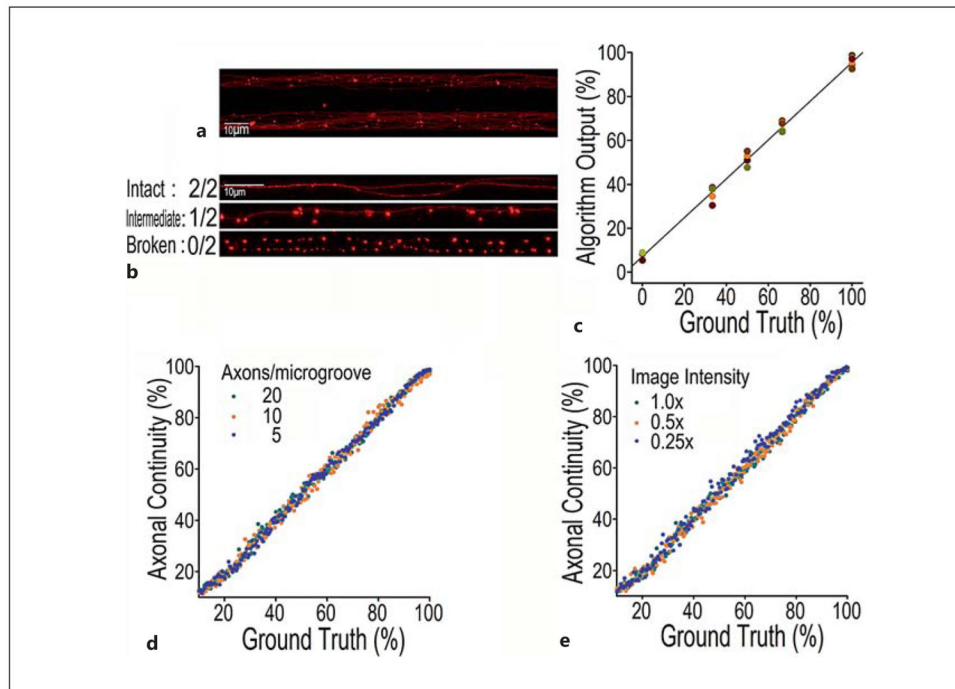 a
10µm
Intact : 2/2
10µm
Intermediate: 1/2
Broken : 0/2
b
Algorithm Output (%)
100
80
60
40
20
0
0 20 40 60 80 100
Ground Truth (%)
c
Axonal Continuity (%)
100
80
60
40
20
Axons/microgroove
20
10
5
20 40 60 80 100
Ground Truth (%)
d
Axonal Continuity (%)
100
80
60
40
20
Image Intensity
1.0x
0.5x
0.25x
20 40 60 80 100
Ground Truth (%)
e